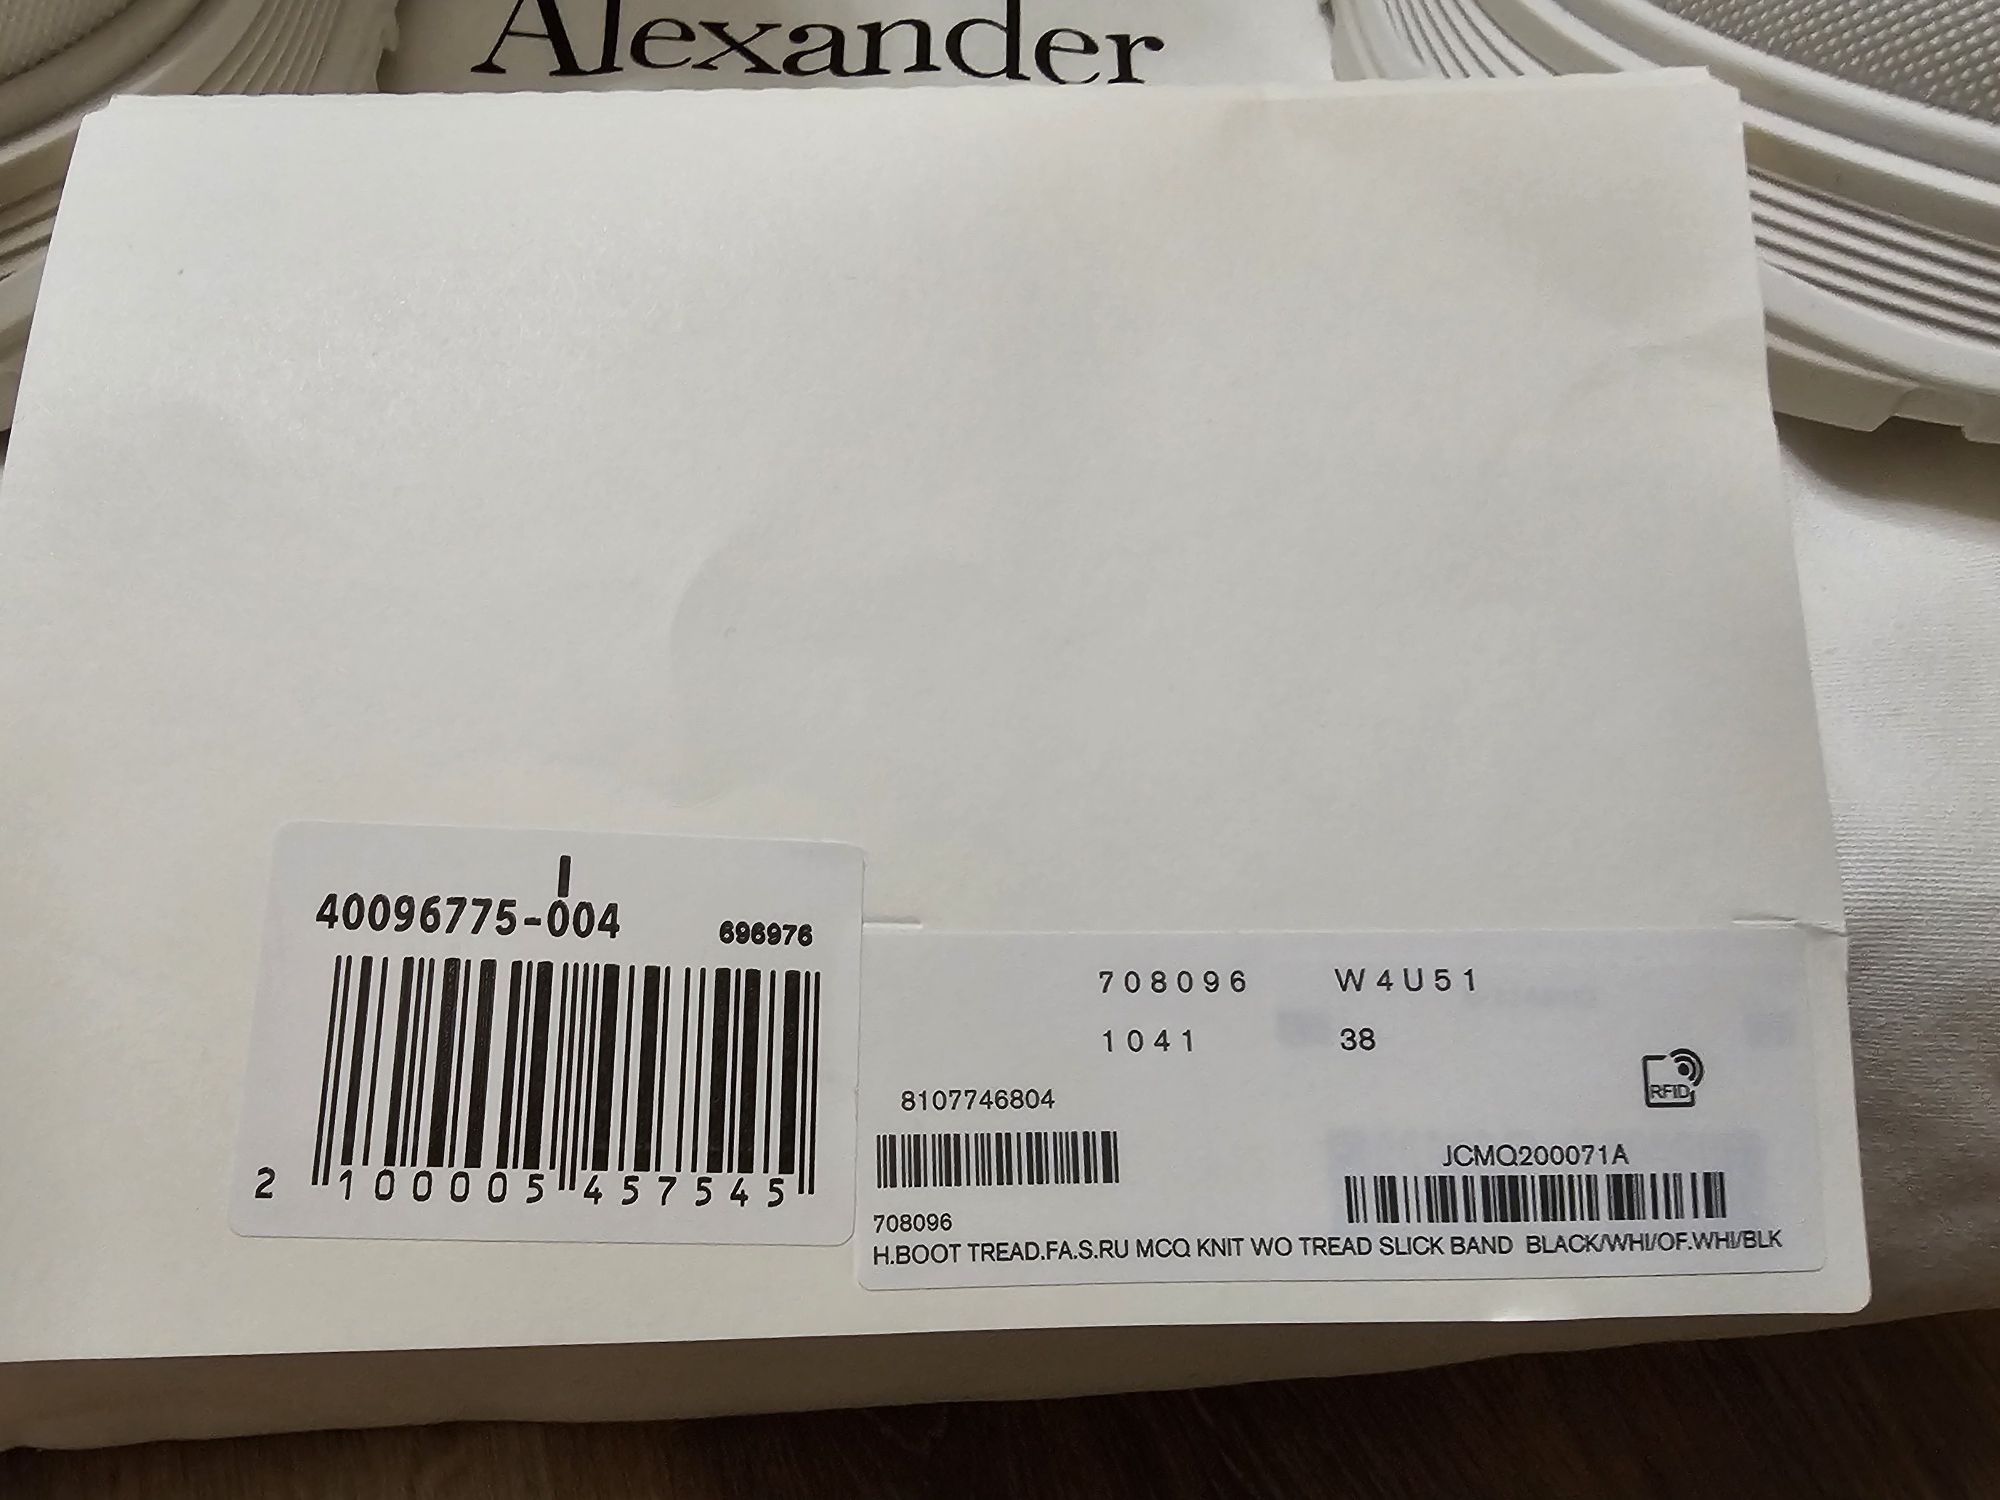 Alexander
40096775-004
696976
2 100005 457545
708096 W4U51
1041 38
RFID
8107746804
JCMQ200071A
708096
H.BOOT TREAD.FA.S.RU MCQ KNIT WO TREAD SLICK BAND BLACK/WHI/OF.WHI/BLK